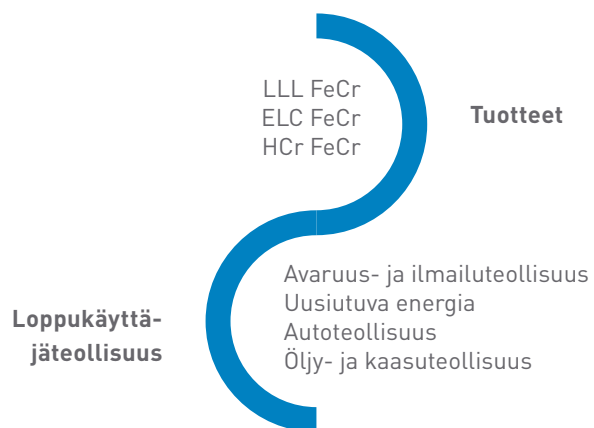 LLL FeCr
ELC FeCr
HCr FeCr
Tuotteet
Avaruus- ja ilmailuteollisuus
Uusiutuva energia
Autoteollisuus
Öljy- ja kaasuteollisuus
Loppukäyttä-
jäteollisuus